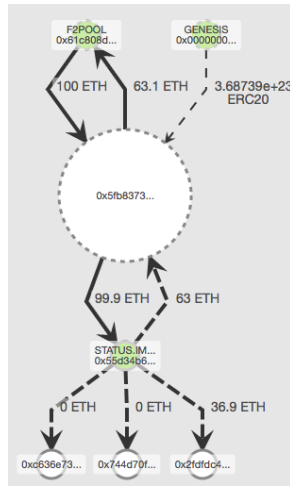 F2POOL
0x61c808d...
GENESIS
0x0000000...
100 ETH
63.1 ETH
3.68739e+23
ERC20
0x5fb8373...
99.9 ETH
63 ETH
STATUS.IM...
0x55d34b6...
0 ETH
0 ETH
36.9 ETH
0xc636e73...
0x744d70f...
0x2fdfdc4...